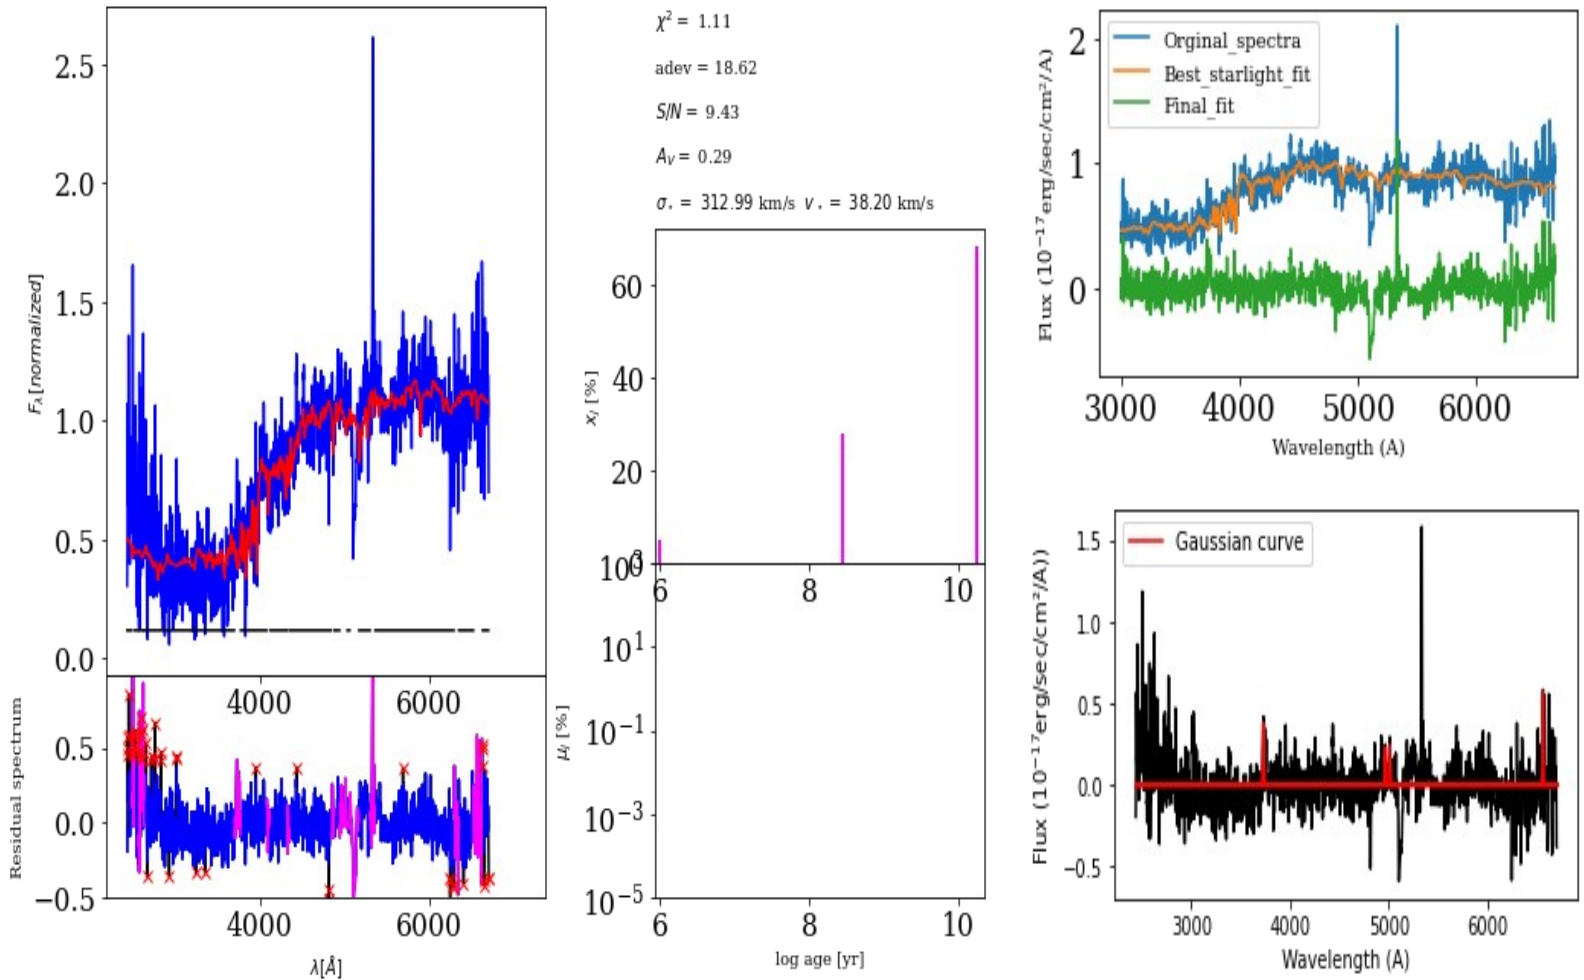 2.5
2.0
1.5
1.0
0.5
0.0
F_λ[normalized]
4000 6000
0.5
0.0
−0.5
Residual spectrum
4000 6000
λ[Å]
χ² = 1.11
adev = 18.62
S/N = 9.43
A_V = 0.29
σ⋆ = 312.99 km/s v⋆ = 38.20 km/s
60
40
20
x_j [%]
6 8 10
10¹
10⁻¹
10⁻³
10⁻⁵
μ_j [%]
6 8 10
log age [yr]
2
1
0
Flux (10⁻¹⁷erg/sec/cm²/A)
Orginal_spectra
Best_starlight_fit
Final_fit
3000 4000 5000 6000
Wavelength (A)
1.5
1.0
0.5
0.0
−0.5
Flux (10⁻¹⁷erg/sec/cm²/A))
Gaussian curve
3000 4000 5000 6000
Wavelength (A)